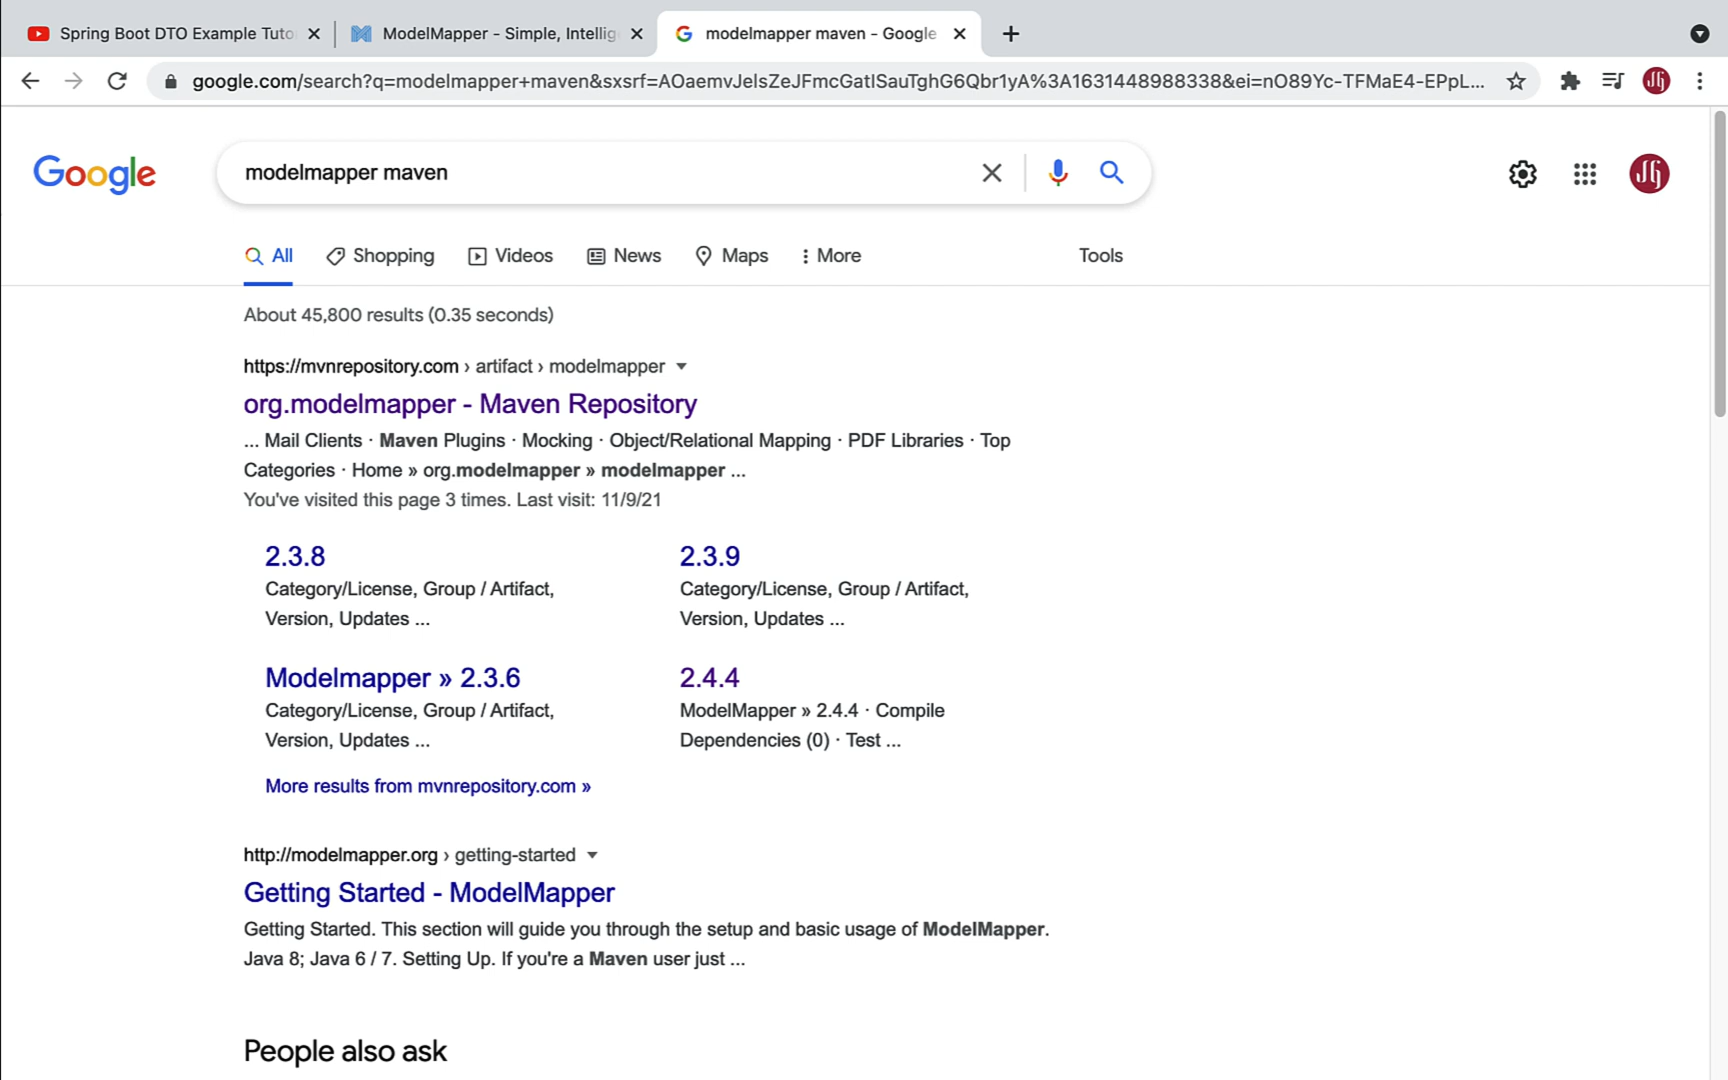 Spring Boot DTO Example Tuto
ModelMapper - Simple, Intellig
modelmapper maven - Google
google.com/search?q=modelmapper+maven&sxsrf=AOaemvJelsZeJFmcGatISauTghG6Qbr1yA%3A1631448988338&ei=nO89Yc-TFMaE4-EPpL...
Google
modelmapper maven
All
Shopping
Videos
News
Maps
More
Tools
About 45,800 results (0.35 seconds)
https://mvnrepository.com › artifact › modelmapper
org.modelmapper - Maven Repository
... Mail Clients · Maven Plugins · Mocking · Object/Relational Mapping · PDF Libraries · Top
Categories · Home » org.modelmapper » modelmapper ...
You've visited this page 3 times. Last visit: 11/9/21
2.3.8
Category/License, Group / Artifact,
Version, Updates ...
2.3.9
Category/License, Group / Artifact,
Version, Updates ...
Modelmapper » 2.3.6
Category/License, Group / Artifact,
Version, Updates ...
2.4.4
ModelMapper » 2.4.4 · Compile
Dependencies (0) · Test ...
More results from mvnrepository.com »
http://modelmapper.org › getting-started
Getting Started - ModelMapper
Getting Started. This section will guide you through the setup and basic usage of ModelMapper.
Java 8; Java 6 / 7. Setting Up. If you're a Maven user just ...
People also ask